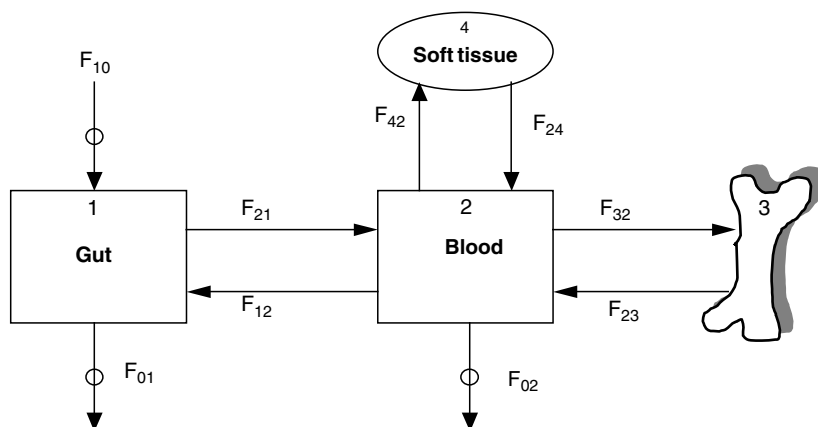 4
Soft tissue
F₁₀
F₄₂
F₂₄
1
Gut
F₂₁
F₁₂
2
Blood
F₃₂
F₂₃
3
F₀₁
F₀₂